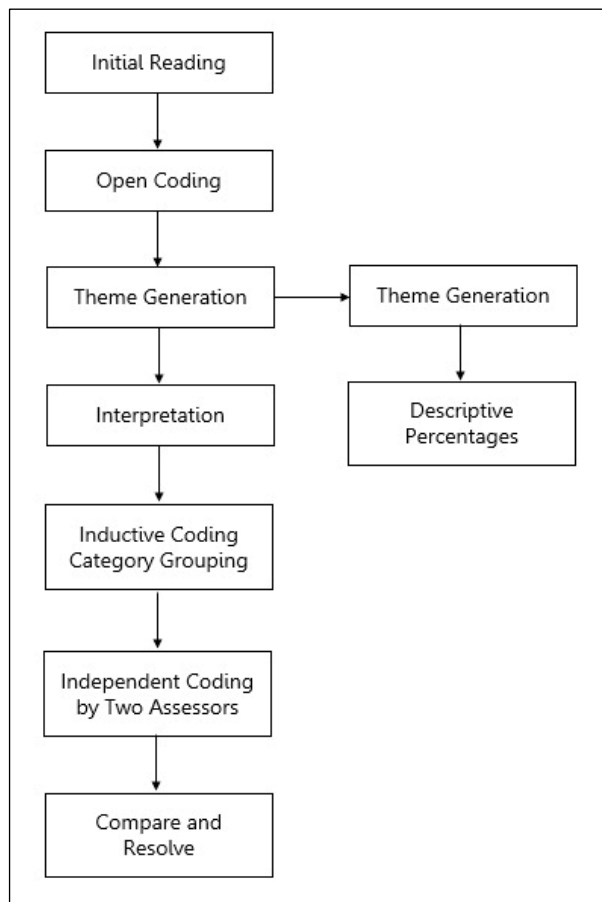 Initial Reading
Open Coding
Theme Generation
Theme Generation
Interpretation
Descriptive
Percentages
Inductive Coding
Category Grouping
Independent Coding
by Two Assessors
Compare and
Resolve